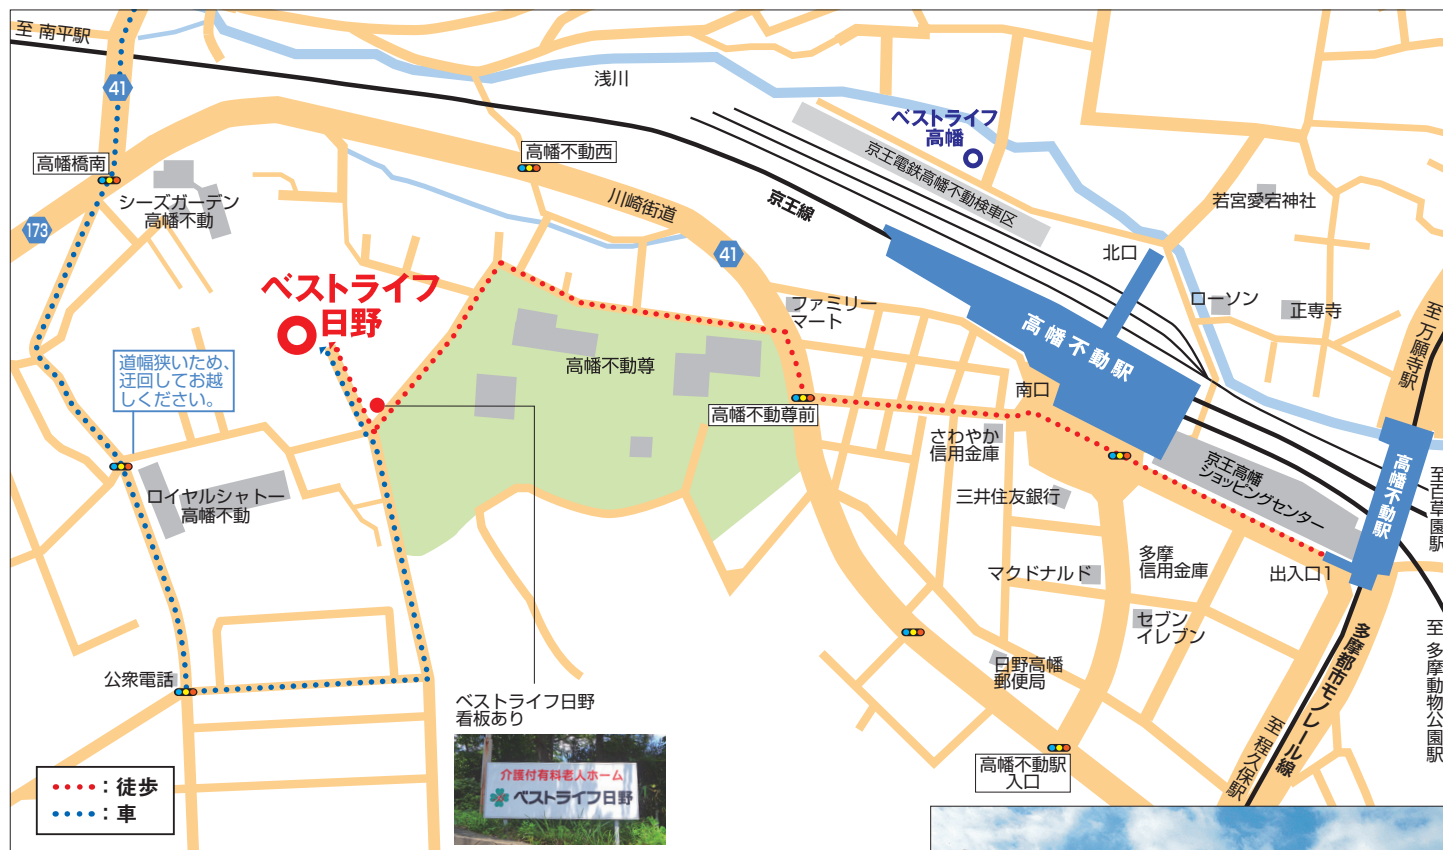 至 南平駅
41
浅川
ベストライフ
高幡
京王電鉄高幡不動検車区
高幡橋南
高幡不動西
シーズガーデン
高幡不動
川崎街道
京王線
若宮愛宕神社
173
41
北口
ベストライフ
日野
ファミリー
マート
ローソン
正専寺
至 万願寺駅
高幡不動駅
道幅狭いため、
迂回してお越
しください。
高幡不動尊
南口
高幡不動尊前
さわやか
信用金庫
京王高幡
ショッピングセンター
高幡不動駅
至百草園駅
ロイヤルシャトー
高幡不動
三井住友銀行
マクドナルド
多摩
信用金庫
出入口1
セブン
イレブン
多摩都市モノレール線
至 多摩動物公園駅
公衆電話
日野高幡
郵便局
ベストライフ日野
看板あり
至 程久保駅
高幡不動駅
入口
介護付有料老人ホーム
ベストライフ日野
：徒歩
：車